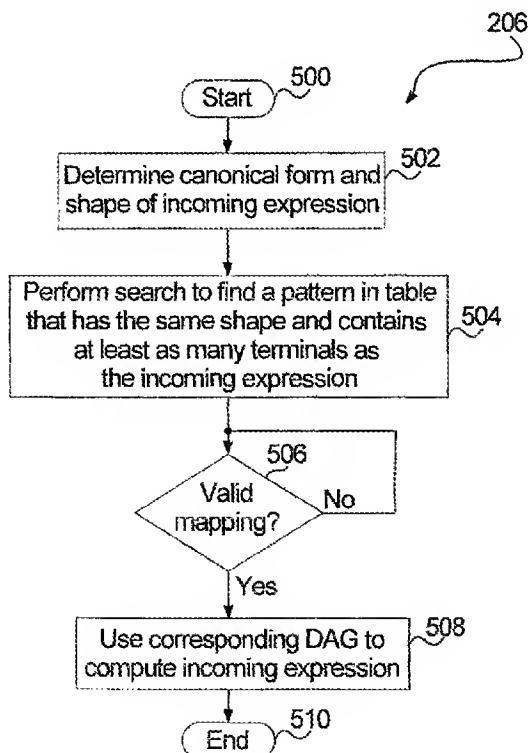 206
500
Start
502
Determine canonical form and
shape of incoming expression
Perform search to find a pattern in table
that has the same shape and contains
at least as many terminals as
the incoming expression
504
506
Valid
mapping?
No
Yes
Use corresponding DAG to
compute incoming expression
508
510
End